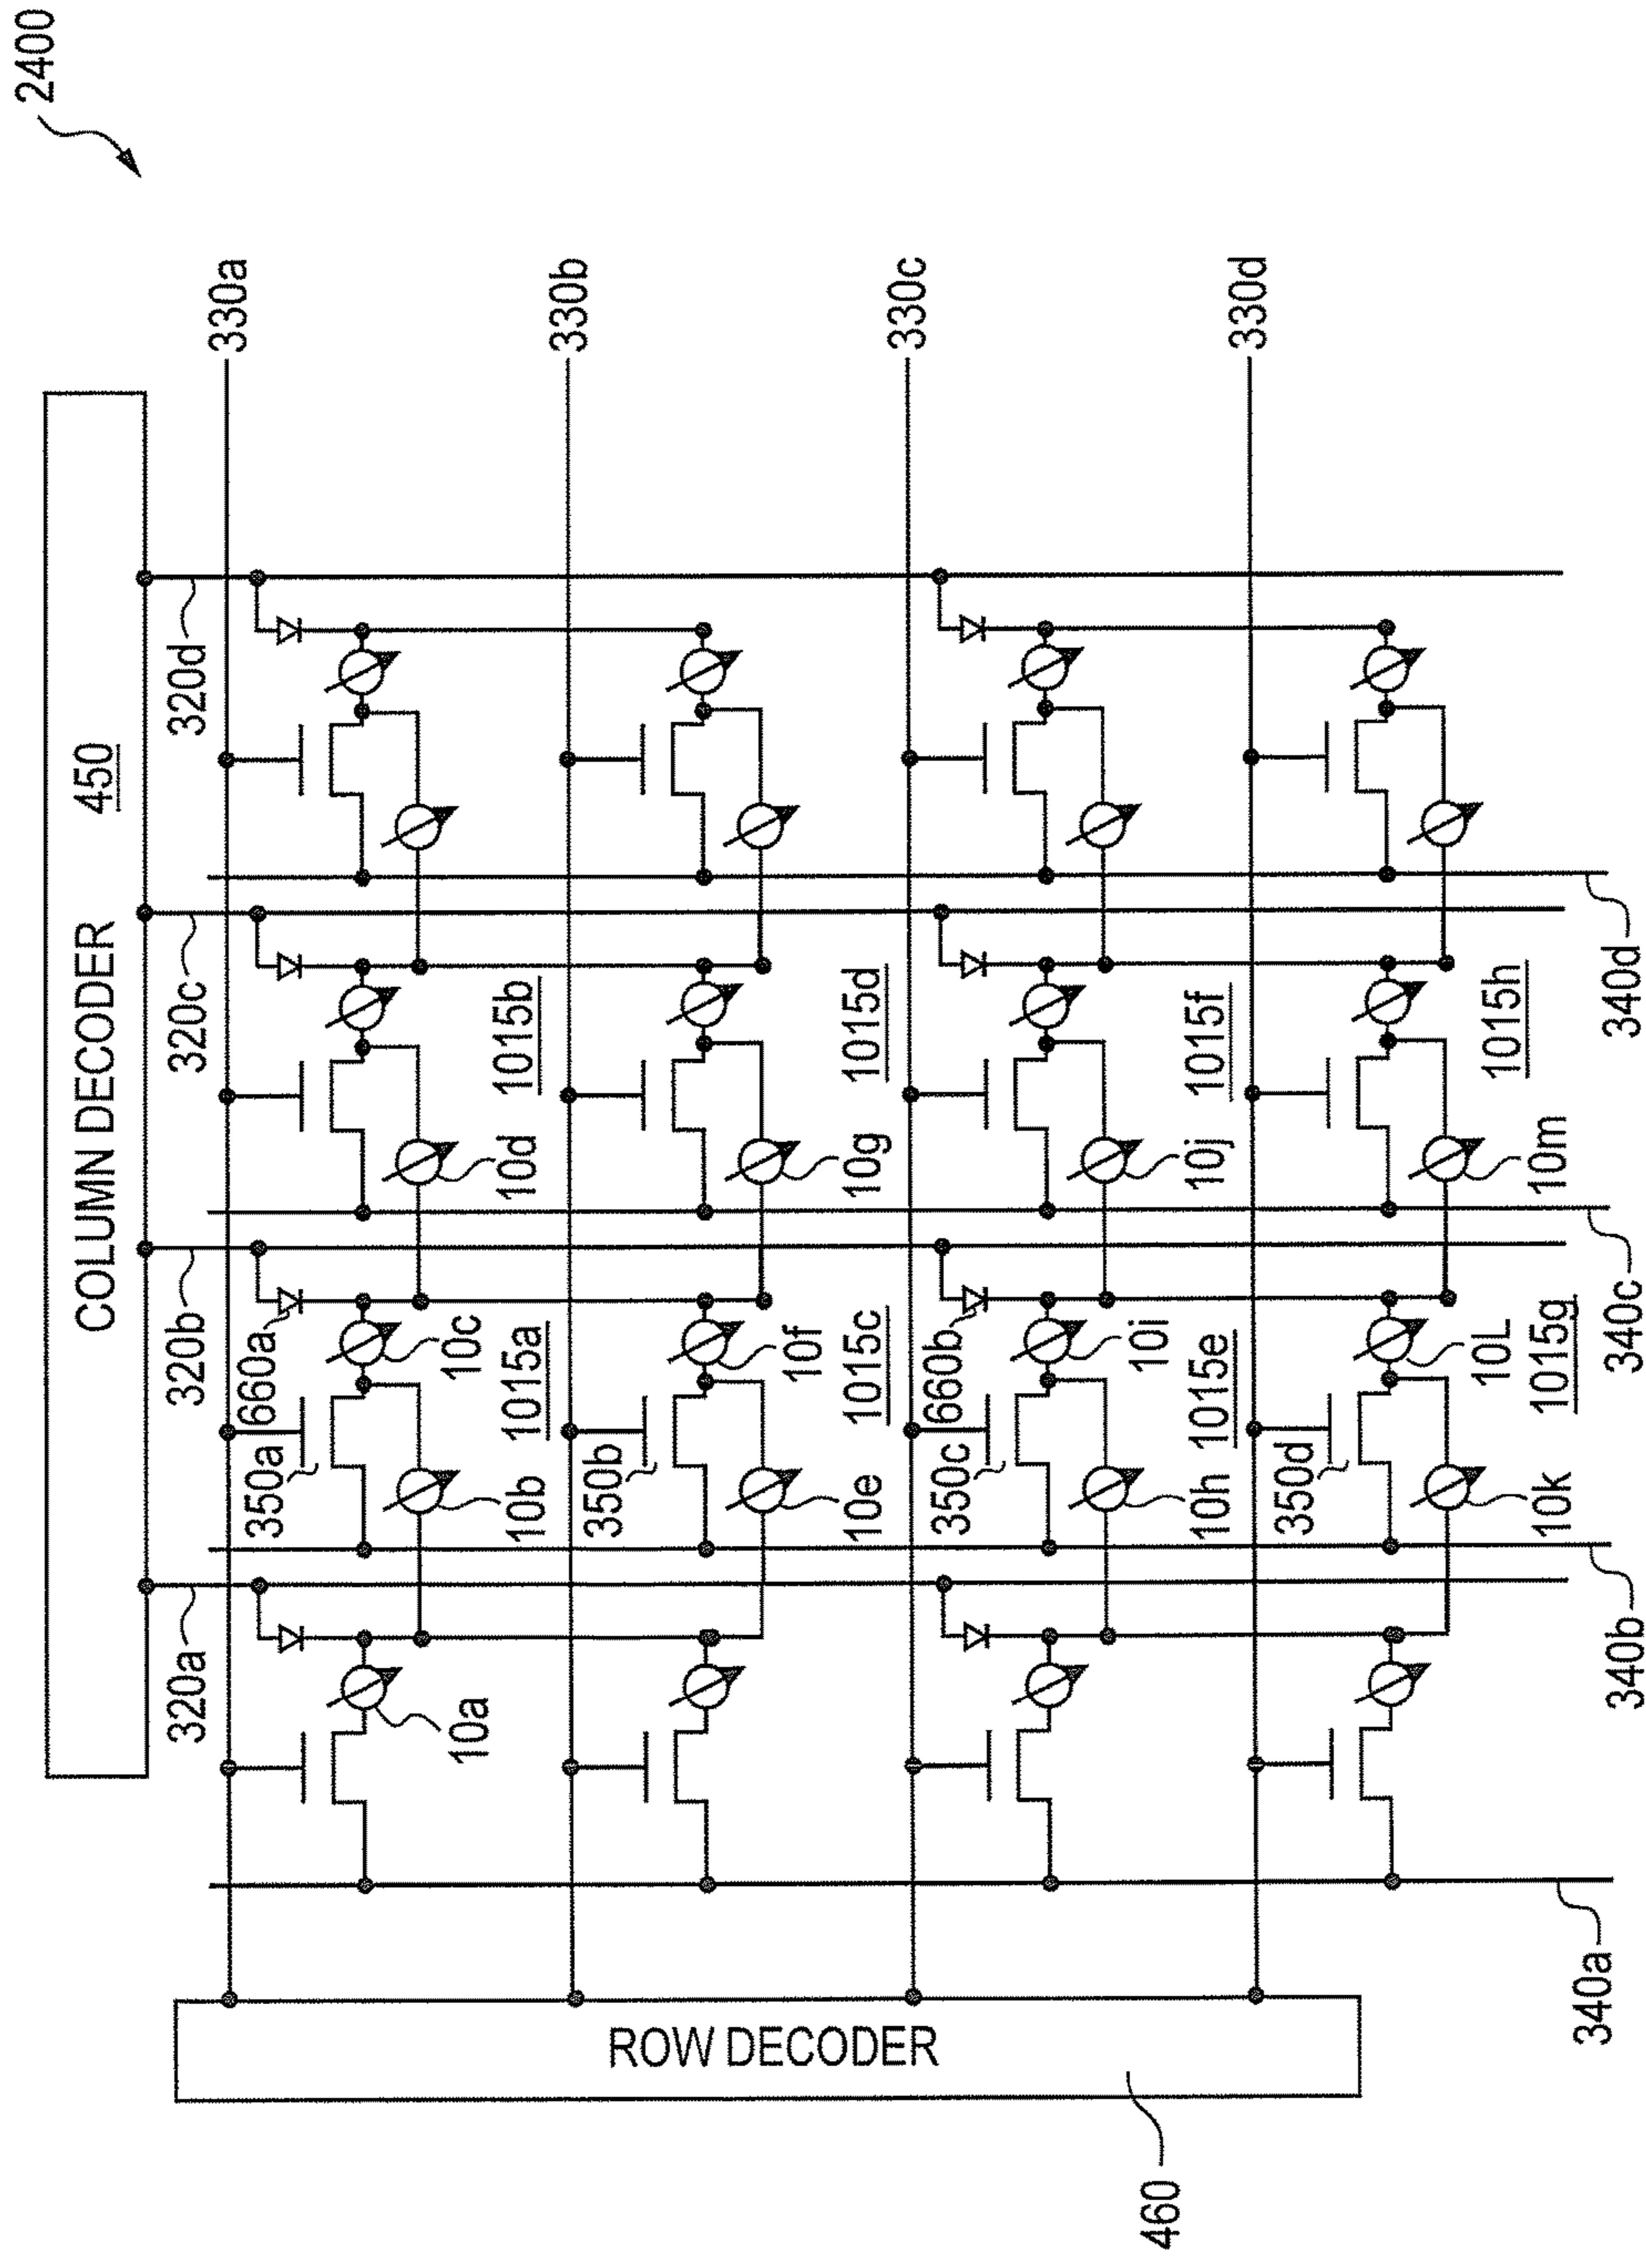 2400
COLUMN DECODER 450
330a
330b
330c
330d
320a
320b
320c
320d
350a
660a
10a
10b
10c
10d
1015a
1015b
350b
10e
10f
10g
1015c
1015d
350c
660b
10h
10i
10j
1015e
1015f
350d
10k
10L
10m
1015g
1015h
340a
340b
340c
340d
ROW DECODER
460